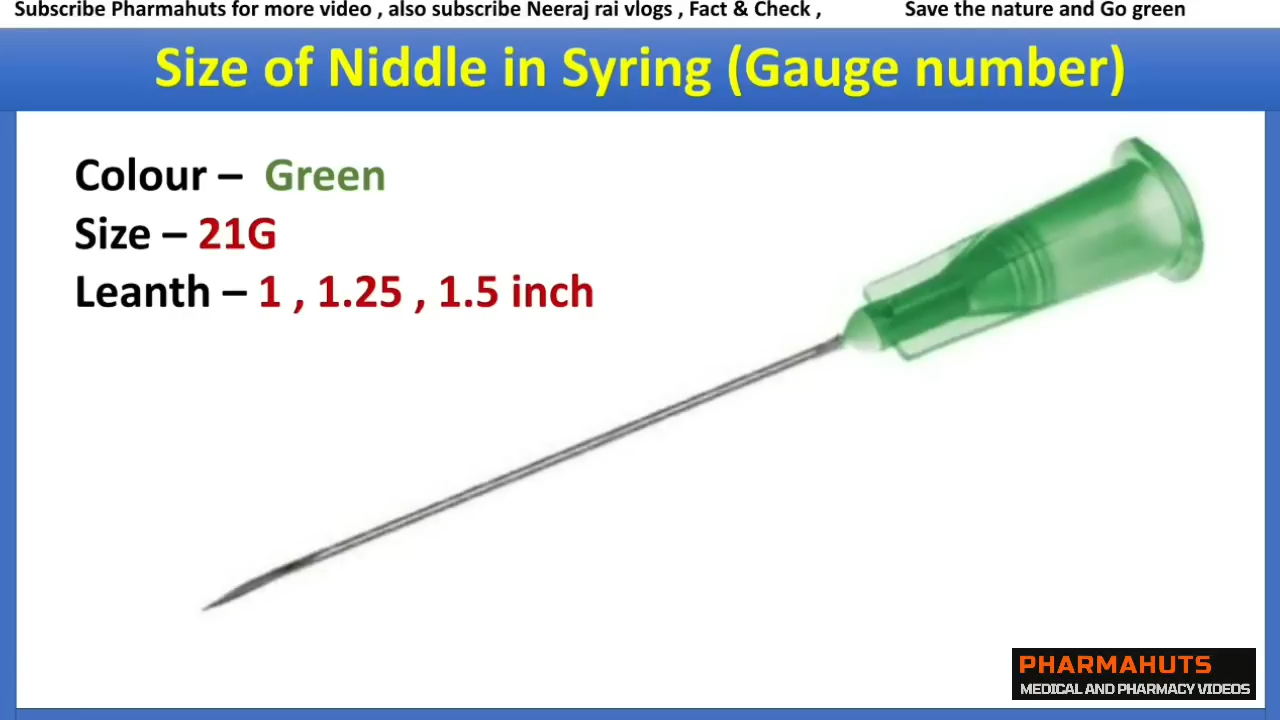 Subscribe Pharmahuts for more video , also subscribe Neeraj rai vlogs , Fact & Check , Save the nature and Go green
Size of Niddle in Syring (Gauge number)
Colour – Green
Size – 21G
Leanth – 1 , 1.25 , 1.5 inch
PHARMAHUTS
MEDICAL AND PHARMACY VIDEOS